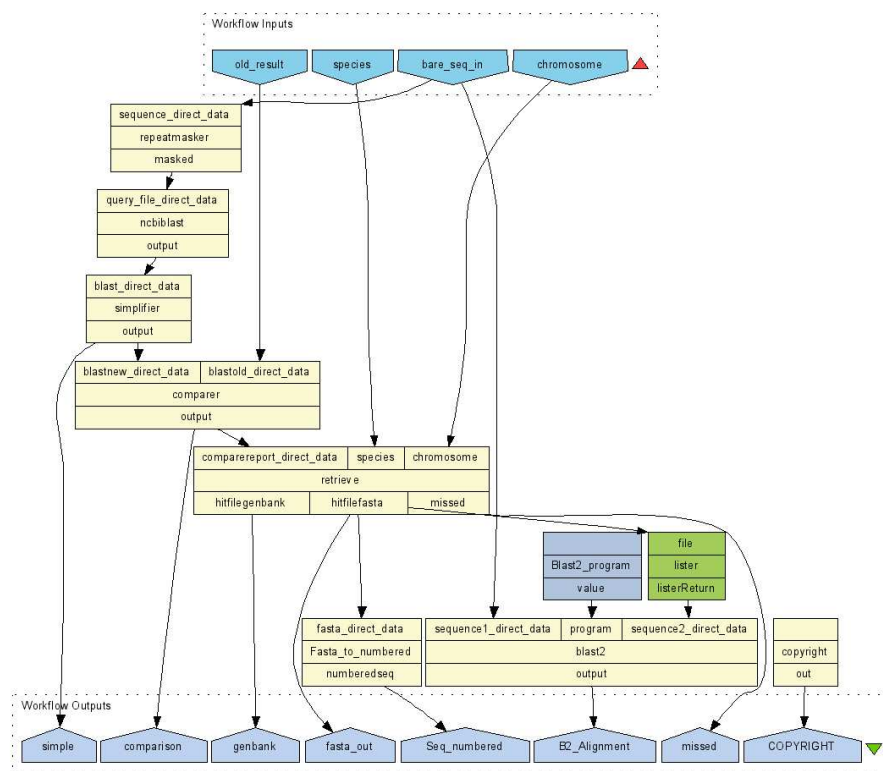 Workflow Inputs
old_result species bare_seq_in chromosome
sequence_direct_data
repeatmasker
masked
query_file_direct_data
ncbiblast
output
blast_direct_data
simplifier
output
blastnew_direct_data blastold_direct_data
comparer
output
comparereport_direct_data species chromosome
retrieve
hitfilegenbank hitfilefasta missed
file
Blast2_program lister
value listerReturn
fasta_direct_data sequence1_direct_data program sequence2_direct_data
Fasta_to_numbered blast2 copyright
numberedseq output out
Workflow Outputs
simple comparison genbank fasta_out Seq_numbered B2_Alignment missed COPYRIGHT